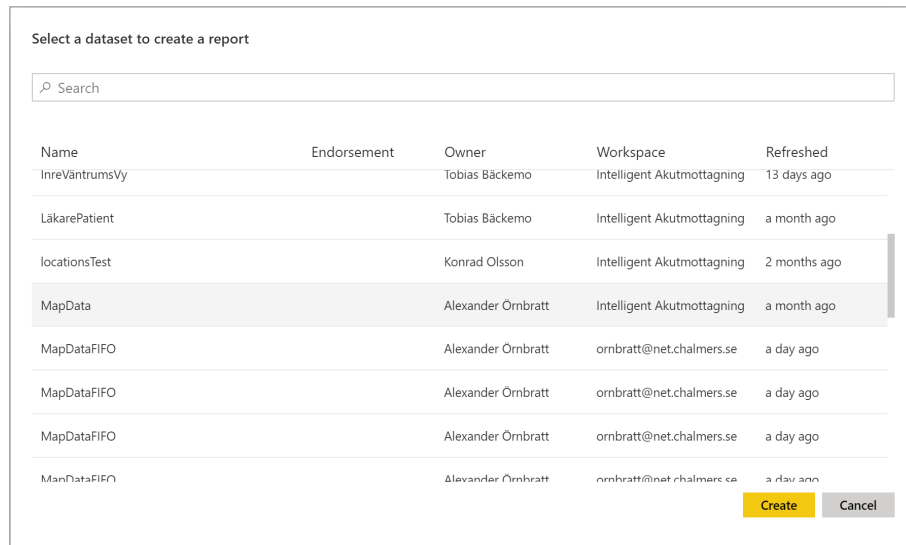 Select a dataset to create a report
Search
Name Endorsement Owner Workspace Refreshed
InreVäntrumsVy Tobias Bäckemo Intelligent Akutmottagning 13 days ago
LäkarePatient Tobias Bäckemo Intelligent Akutmottagning a month ago
locationsTest Konrad Olsson Intelligent Akutmottagning 2 months ago
MapData Alexander Örnbratt Intelligent Akutmottagning a month ago
MapDataFIFO Alexander Örnbratt ornbratt@net.chalmers.se a day ago
MapDataFIFO Alexander Örnbratt ornbratt@net.chalmers.se a day ago
MapDataFIFO Alexander Örnbratt ornbratt@net.chalmers.se a day ago
MapDataFIFO Alexander Örnbratt ornbratt@net.chalmers.se a day ago
Create Cancel